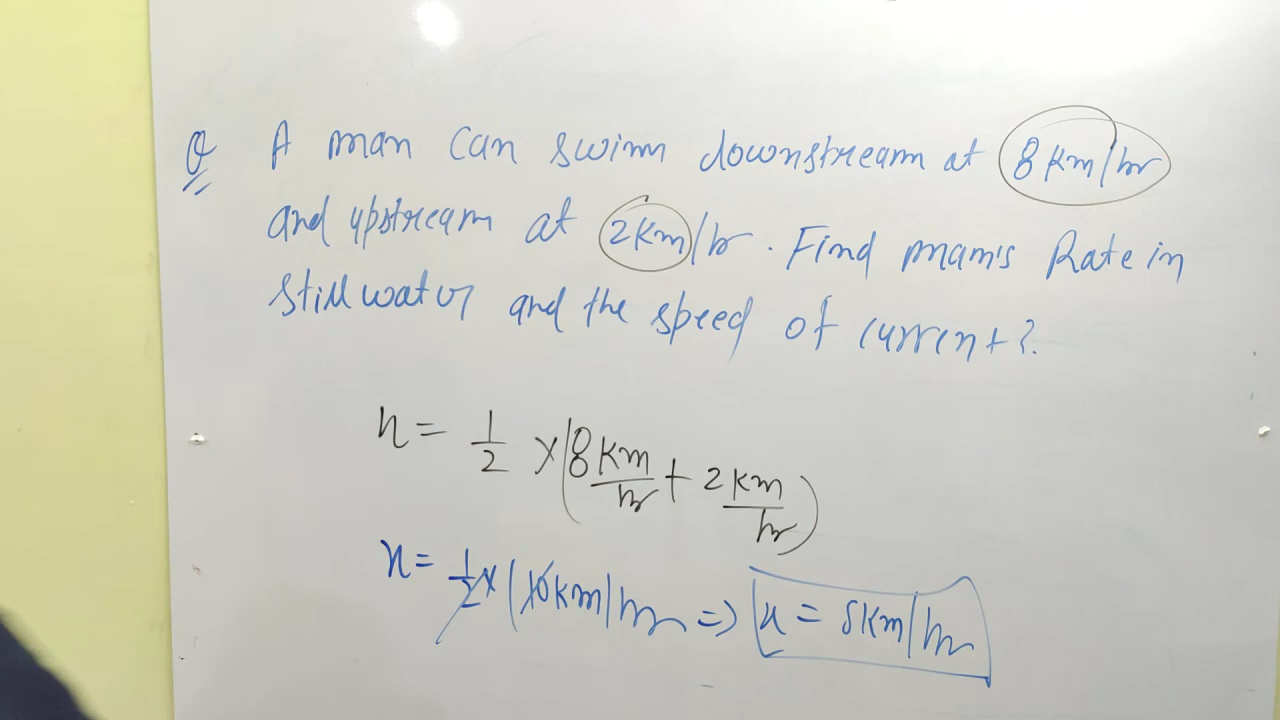 Q A man can swim downstream at 8 km/hr
and upstream at 2 km/hr . Find man's Rate in
still water and the speed of current ?
x = 1/2 × (8 km/hr + 2 km/hr)
x = 1/2 × (10 km/hr => x = 5 km/hr